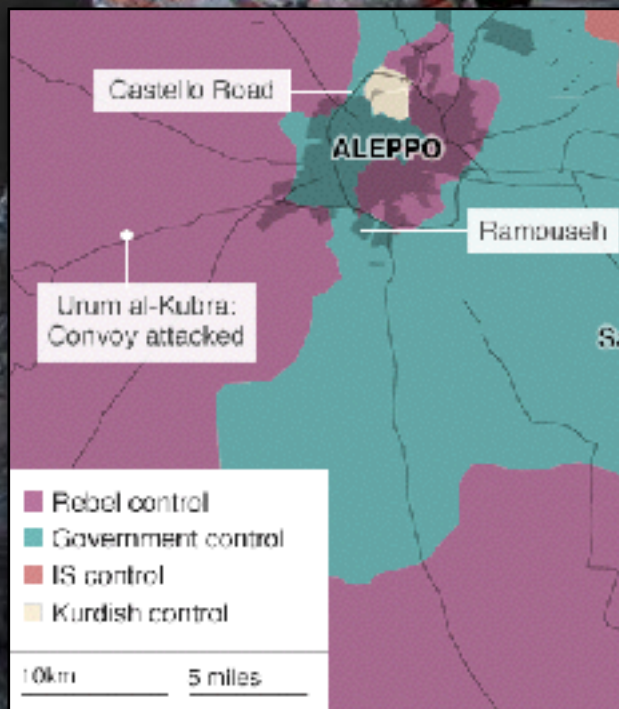 Castello Road
ALEPPO
Ramouseh
Urum al-Kubra:
Convoy attacked
Rebel control
Government control
IS control
Kurdish control
10km
5 miles